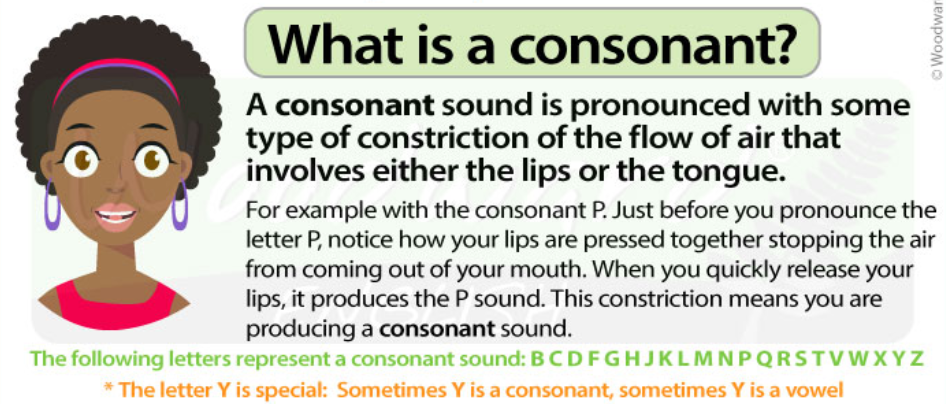 What is a consonant?
A consonant sound is pronounced with some
type of constriction of the flow of air that
involves either the lips or the tongue.
For example with the consonant P. Just before you pronounce the
letter P, notice how your lips are pressed together stopping the air
from coming out of your mouth. When you quickly release your
lips, it produces the P sound. This constriction means you are
producing a consonant sound.
The following letters represent a consonant sound: B C D F G H J K L M N P Q R S T V W X Y Z
* The letter Y is special: Sometimes Y is a consonant, sometimes Y is a vowel
©
ENGLISH